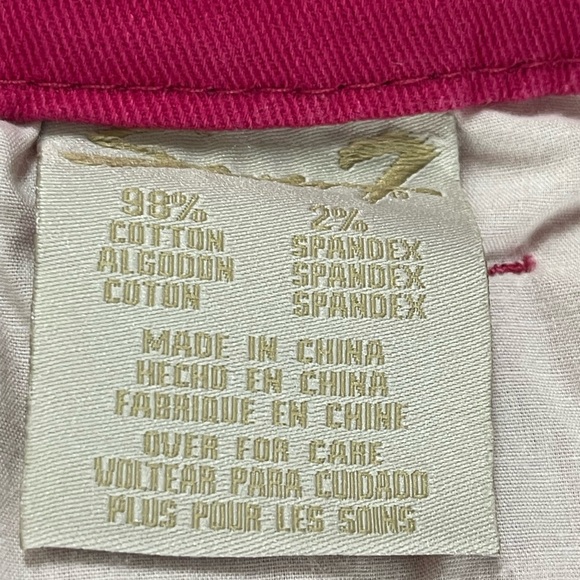 98% 2%
COTTON SPANDEX
ALGODON SPANDEX
COTON SPANDEX
MADE IN CHINA
HECHO EN CHINA
FABRIQUE EN CHINE
OVER FOR CARE
VOLTEAR PARA CUIDADO
PLUS POUR LES SOINS